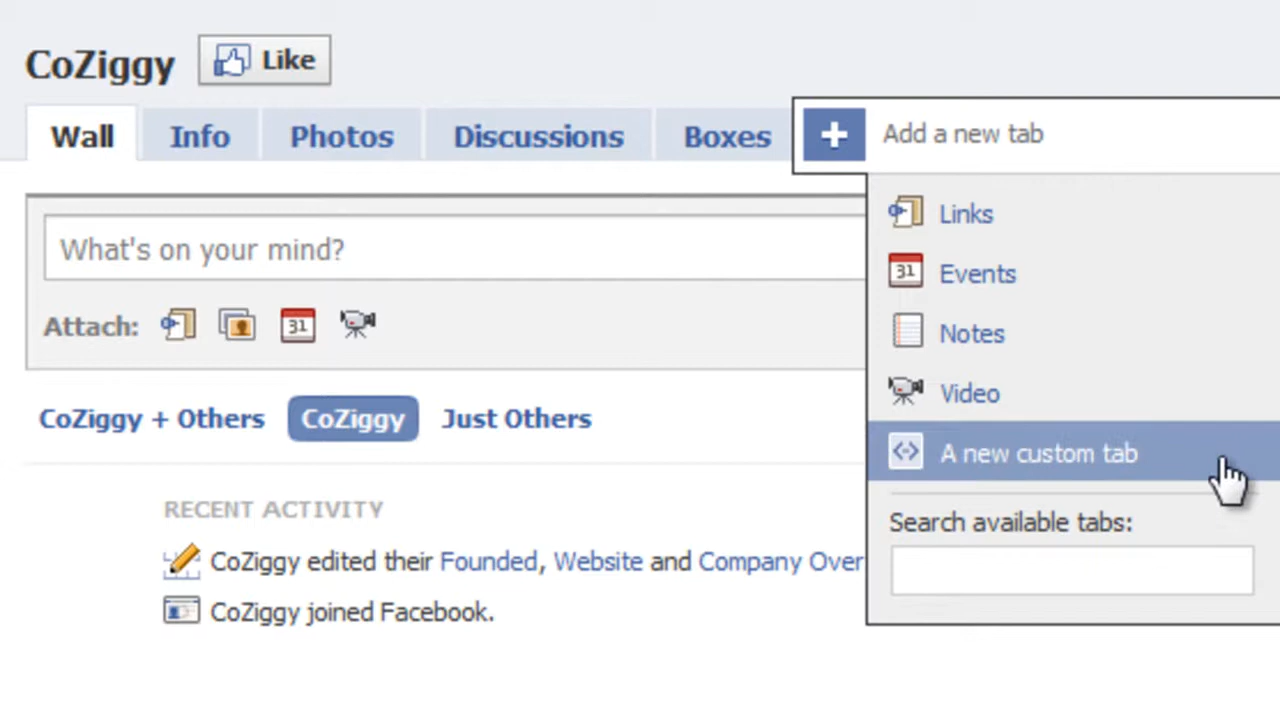 CoZiggy Like
Wall Info Photos Discussions Boxes + Add a new tab
What's on your mind?
Attach: 31
CoZiggy + Others CoZiggy Just Others
RECENT ACTIVITY
CoZiggy edited their Founded, Website and Company Over
CoZiggy joined Facebook.
Links
31 Events
Notes
Video
A new custom tab
Search available tabs: